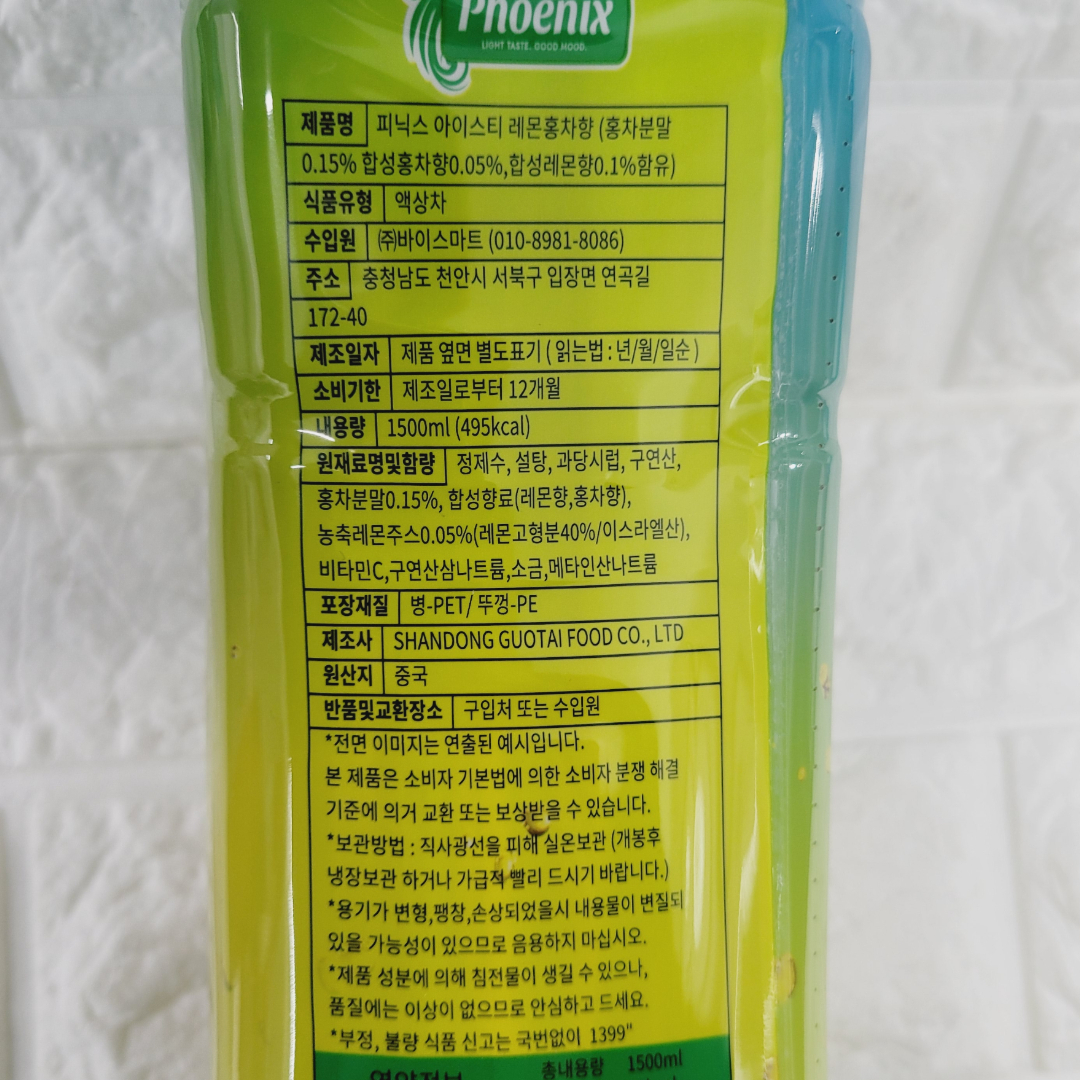 Phoenix
LIGHT TASTE. GOOD MOOD.
제품명 피닉스 아이스티 레몬홍차향 (홍차분말
0.15% 합성홍차향0.05%,합성레몬향0.1%함유)
식품유형 액상차
수입원 ㈜바이스마트 (010-8981-8086)
주소 충청남도 천안시 서북구 입장면 연곡길
172-40
제조일자 제품 옆면 별도표기 ( 읽는법 : 년/월/일순 )
소비기한 제조일로부터 12개월
내용량 1500ml (495kcal)
원재료명및함량 정제수, 설탕, 과당시럽, 구연산,
홍차분말0.15%, 합성향료(레몬향,홍차향),
농축레몬주스0.05%(레몬고형분40%/이스라엘산),
비타민C,구연산삼나트륨,소금,메타인산나트륨
포장재질 병-PET/ 뚜껑-PE
제조사 SHANDONG GUOTAI FOOD CO., LTD
원산지 중국
반품및교환장소 구입처 또는 수입원
*전면 이미지는 연출된 예시입니다.
본 제품은 소비자 기본법에 의한 소비자 분쟁 해결
기준에 의거 교환 또는 보상받을 수 있습니다.
*보관방법 : 직사광선을 피해 실온보관 (개봉후
냉장보관 하거나 가급적 빨리 드시기 바랍니다.)
*용기가 변형,팽창,손상되었을시 내용물이 변질되
있을 가능성이 있으므로 음용하지 마십시오.
*제품 성분에 의해 침전물이 생길 수 있으나,
품질에는 이상이 없으므로 안심하고 드세요.
*부정, 불량 식품 신고는 국번없이 1399"
총내용량 1500ml